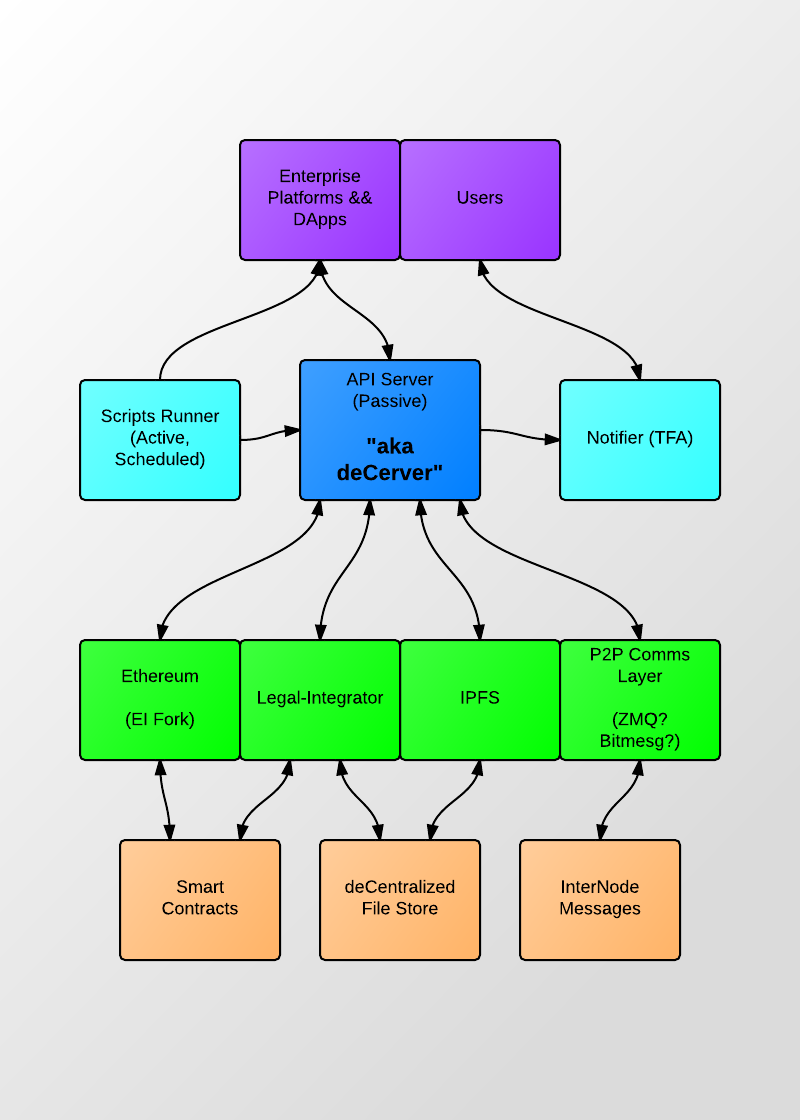 Enterprise
Platforms &&
DApps
Users
Scripts Runner
(Active,
Scheduled)
API Server
(Passive)
"aka
deCerver"
Notifier (TFA)
Ethereum
(EI Fork)
Legal-Integrator
IPFS
P2P Comms
Layer
(ZMQ?
Bitmesg?)
Smart
Contracts
deCentralized
File Store
InterNode
Messages